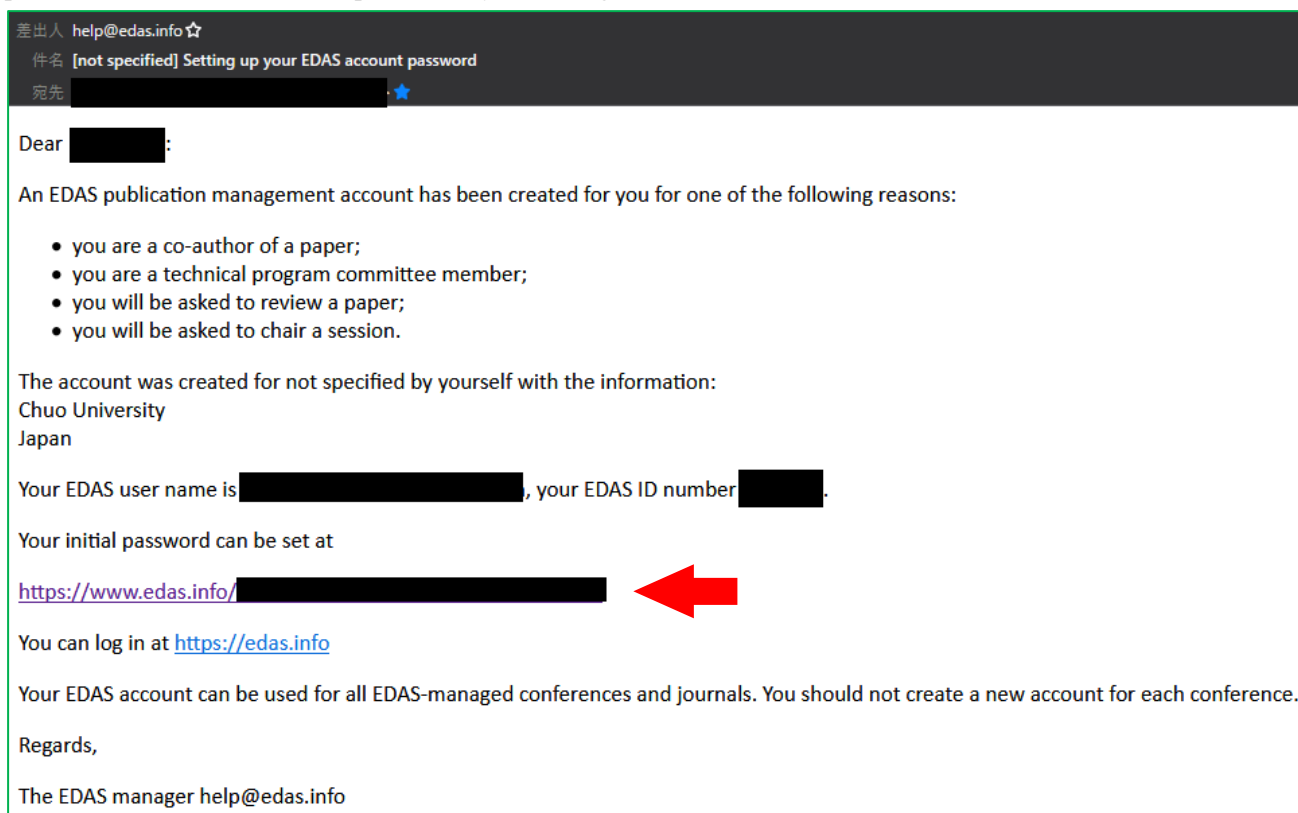 差出人 help@edas.info
件名 [not specified] Setting up your EDAS account password
宛先
Dear :
An EDAS publication management account has been created for you for one of the following reasons:
• you are a co-author of a paper;
• you are a technical program committee member;
• you will be asked to review a paper;
• you will be asked to chair a session.
The account was created for not specified by yourself with the information:
Chuo University
Japan
Your EDAS user name is , your EDAS ID number .
Your initial password can be set at
https://www.edas.info/
You can log in at https://edas.info
Your EDAS account can be used for all EDAS-managed conferences and journals. You should not create a new account for each conference.
Regards,
The EDAS manager help@edas.info